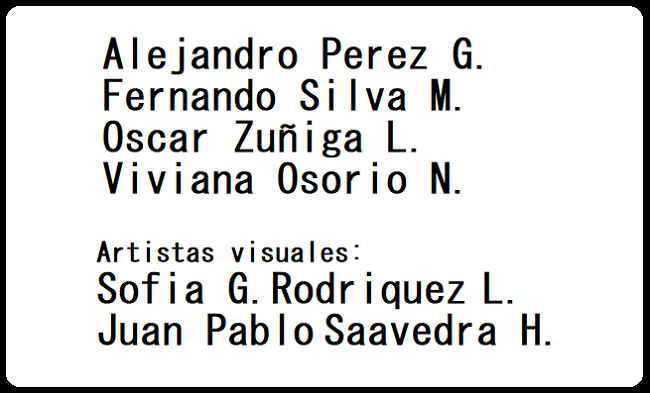 Alejandro Perez G.
Fernando Silva M.
Oscar Zuñiga L.
Viviana Osorio N.
Artistas visuales:
Sofia G. Rodriquez L.
Juan Pablo Saavedra H.